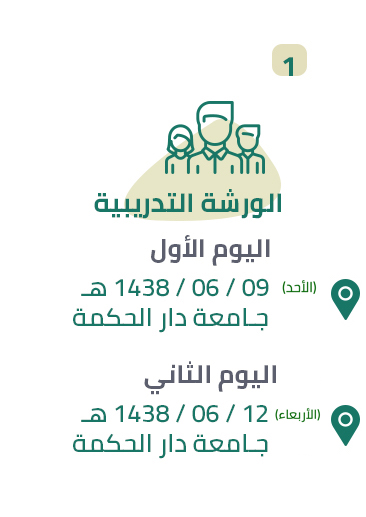 1
الورشة التدريبية
اليوم الأول
(الأحد) 09 / 06 / 1438 هـ
جامعة دار الحكمة
اليوم الثاني
(الأربعاء) 12 / 06 / 1438 هـ
جامعة دار الحكمة